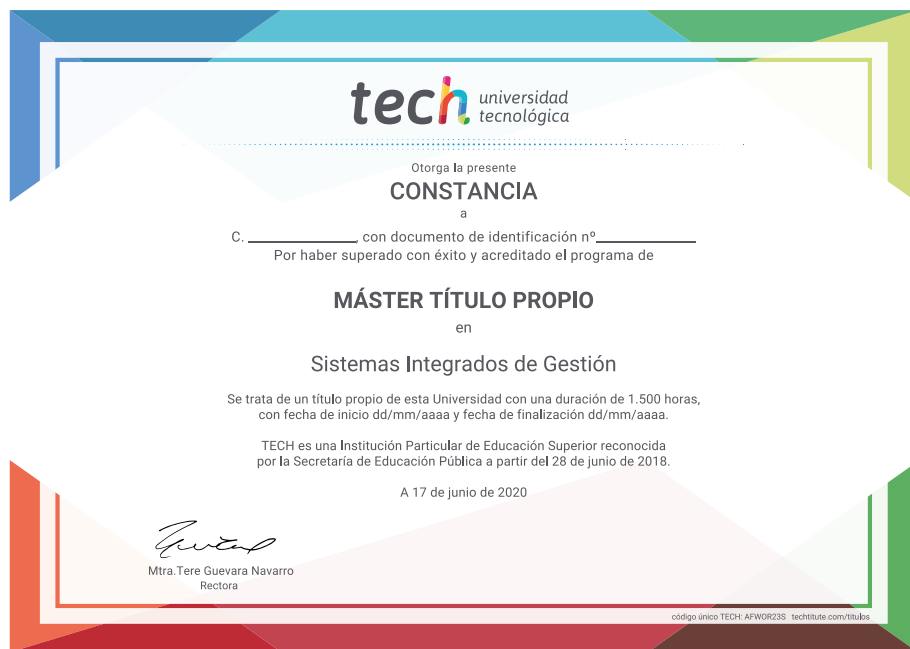 tech universidad
tecnológica
Otorga la presente
CONSTANCIA
a
C. ____________, con documento de identificación nº___________
Por haber superado con éxito y acreditado el programa de
MÁSTER TÍTULO PROPIO
en
Sistemas Integrados de Gestión
Se trata de un título propio de esta Universidad con una duración de 1.500 horas,
con fecha de inicio dd/mm/aaaa y fecha de finalización dd/mm/aaaa.
TECH es una Institución Particular de Educación Superior reconocida
por la Secretaría de Educación Pública a partir del 28 de junio de 2018.
A 17 de junio de 2020
Mtra.Tere Guevara Navarro
Rectora
código único TECH: AFWOR23S techtitute.com/titulos